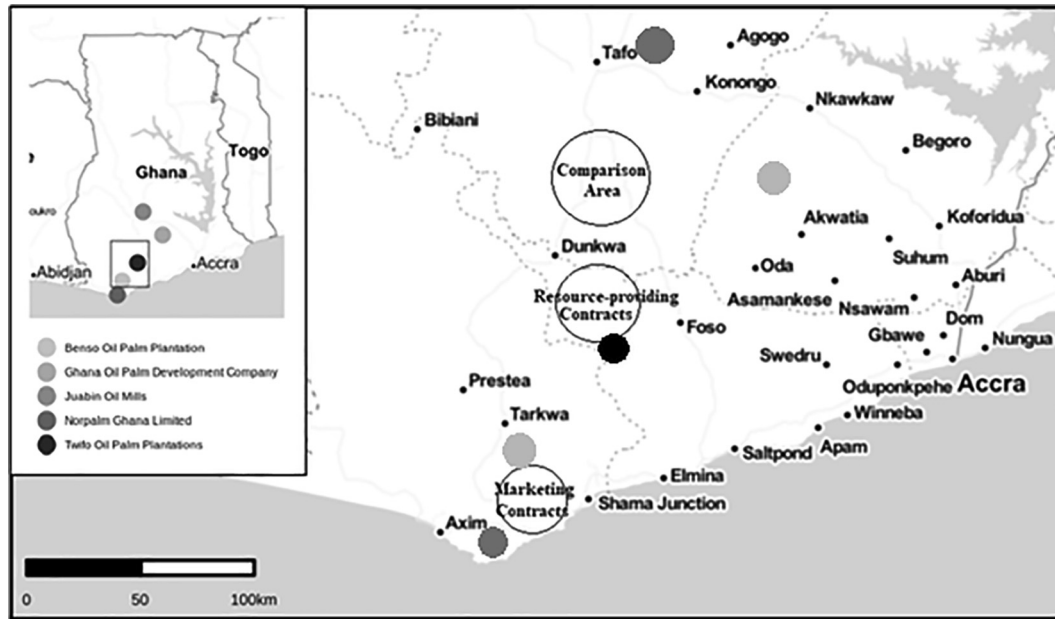 Ghana
Togo
oukro
Abidjan
Accra
Benso Oil Palm Plantation
Ghana Oil Palm Development Company
Juabin Oil Mills
Norpalm Ghana Limited
Twifo Oil Palm Plantations
0
50
100km
Tafo
Agogo
Konongo
Nkawkaw
Bibiani
Begoro
Comparison
Area
Akwatia
Koforidua
Dunkwa
Suhum
Oda
Aburi
Asamankese
Nsawam
Resource-providing
Contracts
Foso
Dom
Gbawe
Nungua
Swedru
Oduponkpehe
Accra
Prestea
Winneba
Tarkwa
Apam
Saltpond
Elmina
Marketing
Contracts
Shama Junction
Axim